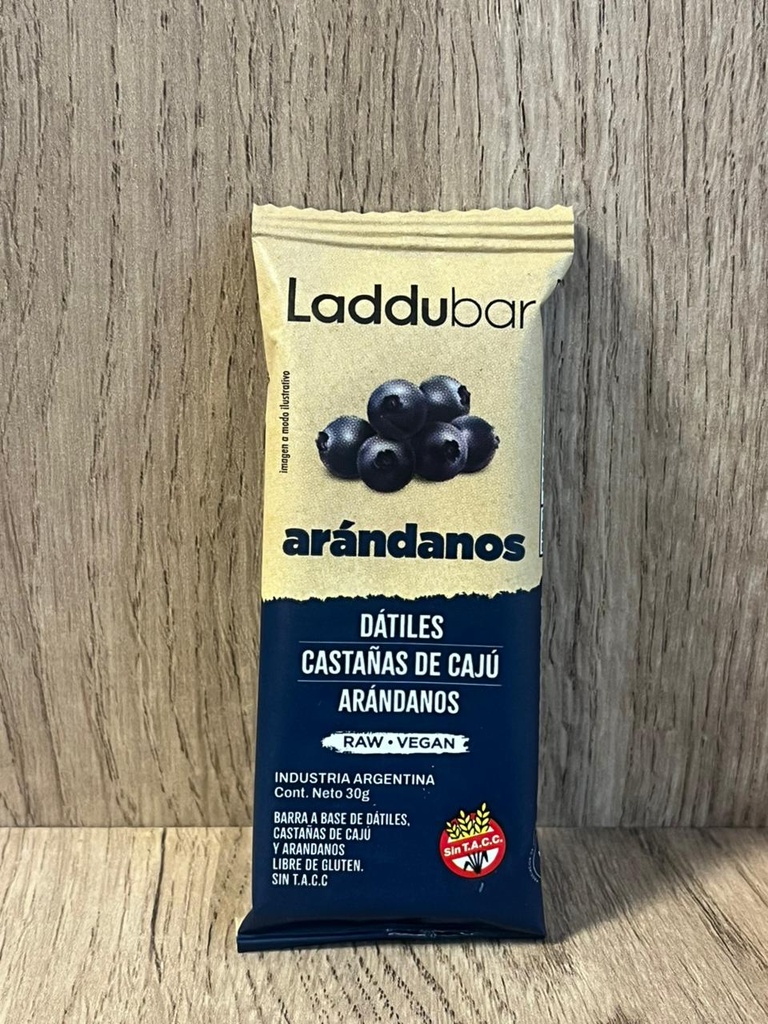 Laddubar
imagen a modo ilustrativo
arándanos
DÁTILES
CASTAÑAS DE CAJÚ
ARÁNDANOS
RAW • VEGAN
INDUSTRIA ARGENTINA
Cont. Neto 30g
BARRA A BASE DE DÁTILES,
CASTAÑAS DE CAJÚ
Y ARANDANOS
LIBRE DE GLUTEN.
SIN T.A.C.C
Sin T.A.C.C.